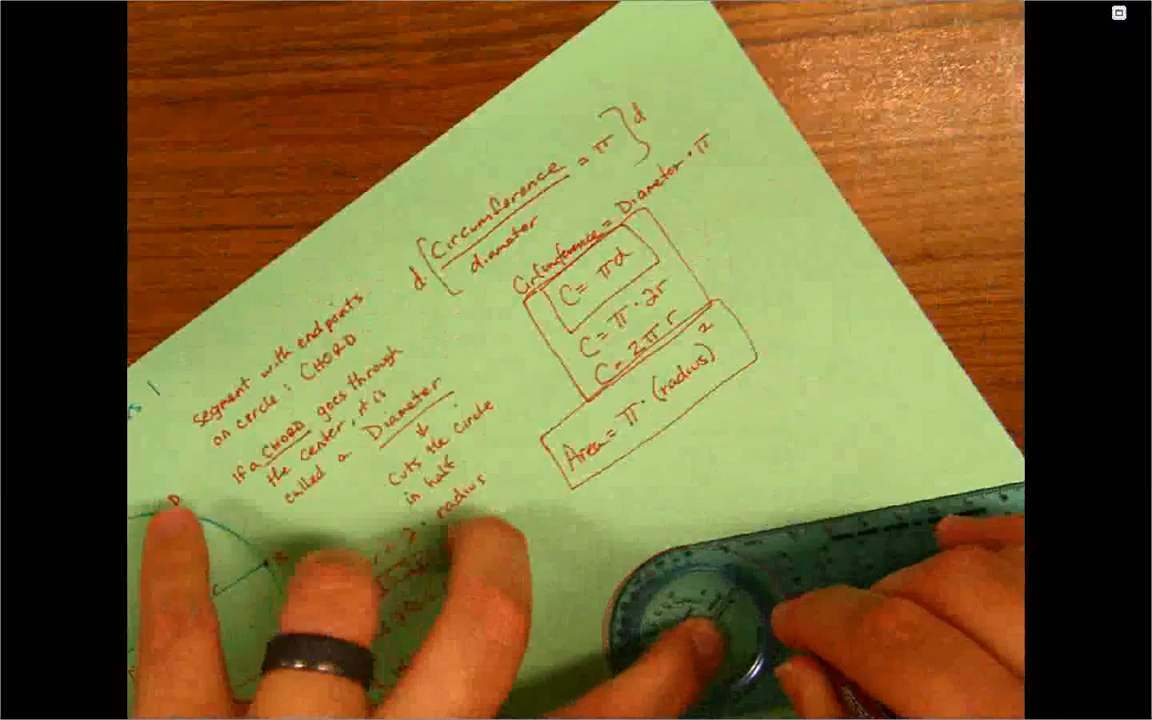 segment with endpoints
on circle: CHORD
If a CHORD goes through
the center, it is
called a Diameter
↓
cuts the circle
in half
2 · radius
D
C
d [ Circumference / diameter = π ] d
Circumference = Diameter · π
C = πd
C = π · 2r
C = 2πr
Area = π · (radius)²